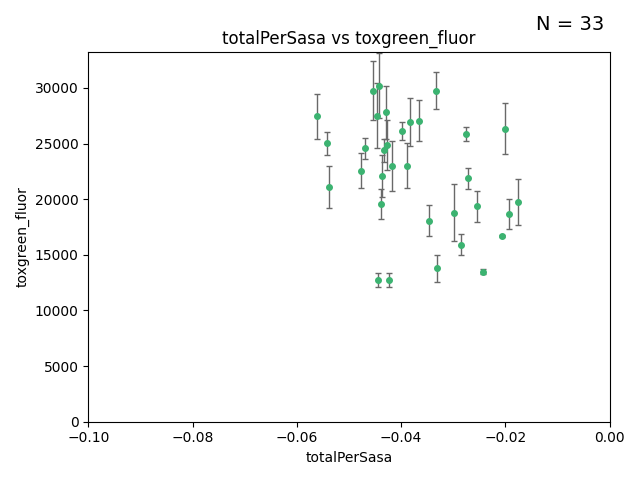 N = 33
totalPerSasa vs toxgreen_fluor
toxgreen_fluor
30000
25000
20000
15000
10000
5000
0
−0.10 −0.08 −0.06 −0.04 −0.02 0.00
totalPerSasa